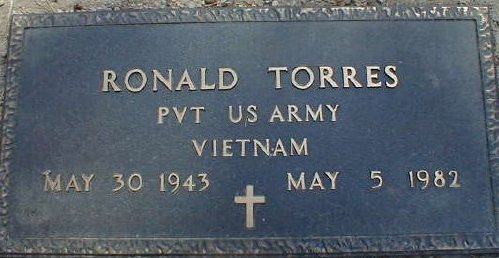 RONALD TORRES
PVT US ARMY
VIETNAM
MAY 30 1943 MAY 5 1982